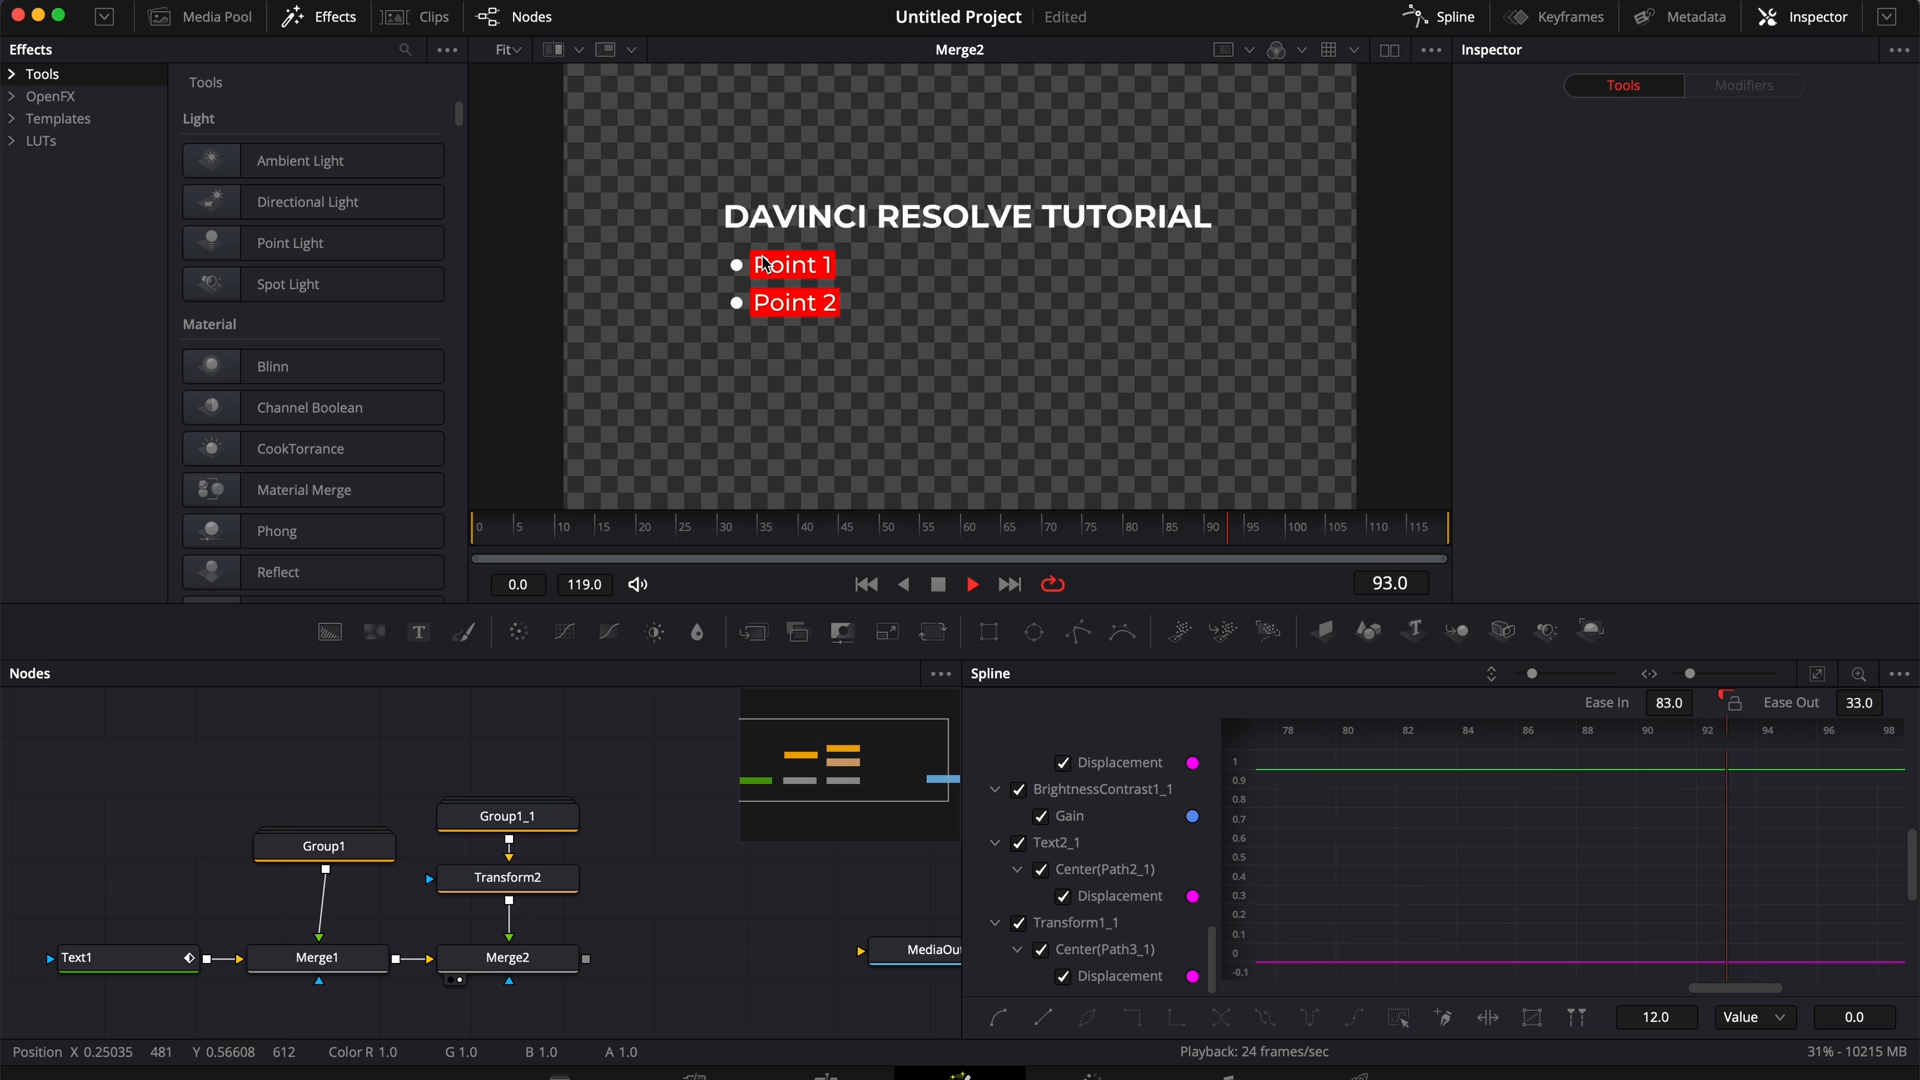 Media Pool Effects Clips Nodes Untitled Project Edited Spline Keyframes Metadata Inspector
Effects Fit Merge2 Inspector
Tools
OpenFX
Templates
LUTs
Tools
Light
Ambient Light
Directional Light
Point Light
Spot Light
Material
Blinn
Channel Boolean
CookTorrance
Material Merge
Phong
Reflect
DAVINCI RESOLVE TUTORIAL
Point 1
Point 2
Tools Modifiers
0 5 10 15 20 25 30 35 40 45 50 55 60 65 70 75 80 85 90 95 100 105 110 115
0.0 119.0 93.0
T T
Nodes
Group1_1
Group1
Transform2
Text1 Merge1 Merge2 MediaOu
Spline
Ease In 83.0 Ease Out 33.0
78 80 82 84 86 88 90 92 94 96 98
Displacement
BrightnessContrast1_1
Gain
Text2_1
Center(Path2_1)
Displacement
Transform1_1
Center(Path3_1)
Displacement
1
0.9
0.8
0.7
0.6
0.5
0.4
0.3
0.2
0.1
0
-0.1
12.0 Value 0.0
Position X 0.25035 481 Y 0.56608 612 Color R 1.0 G 1.0 B 1.0 A 1.0 Playback: 24 frames/sec 31% - 10215 MB